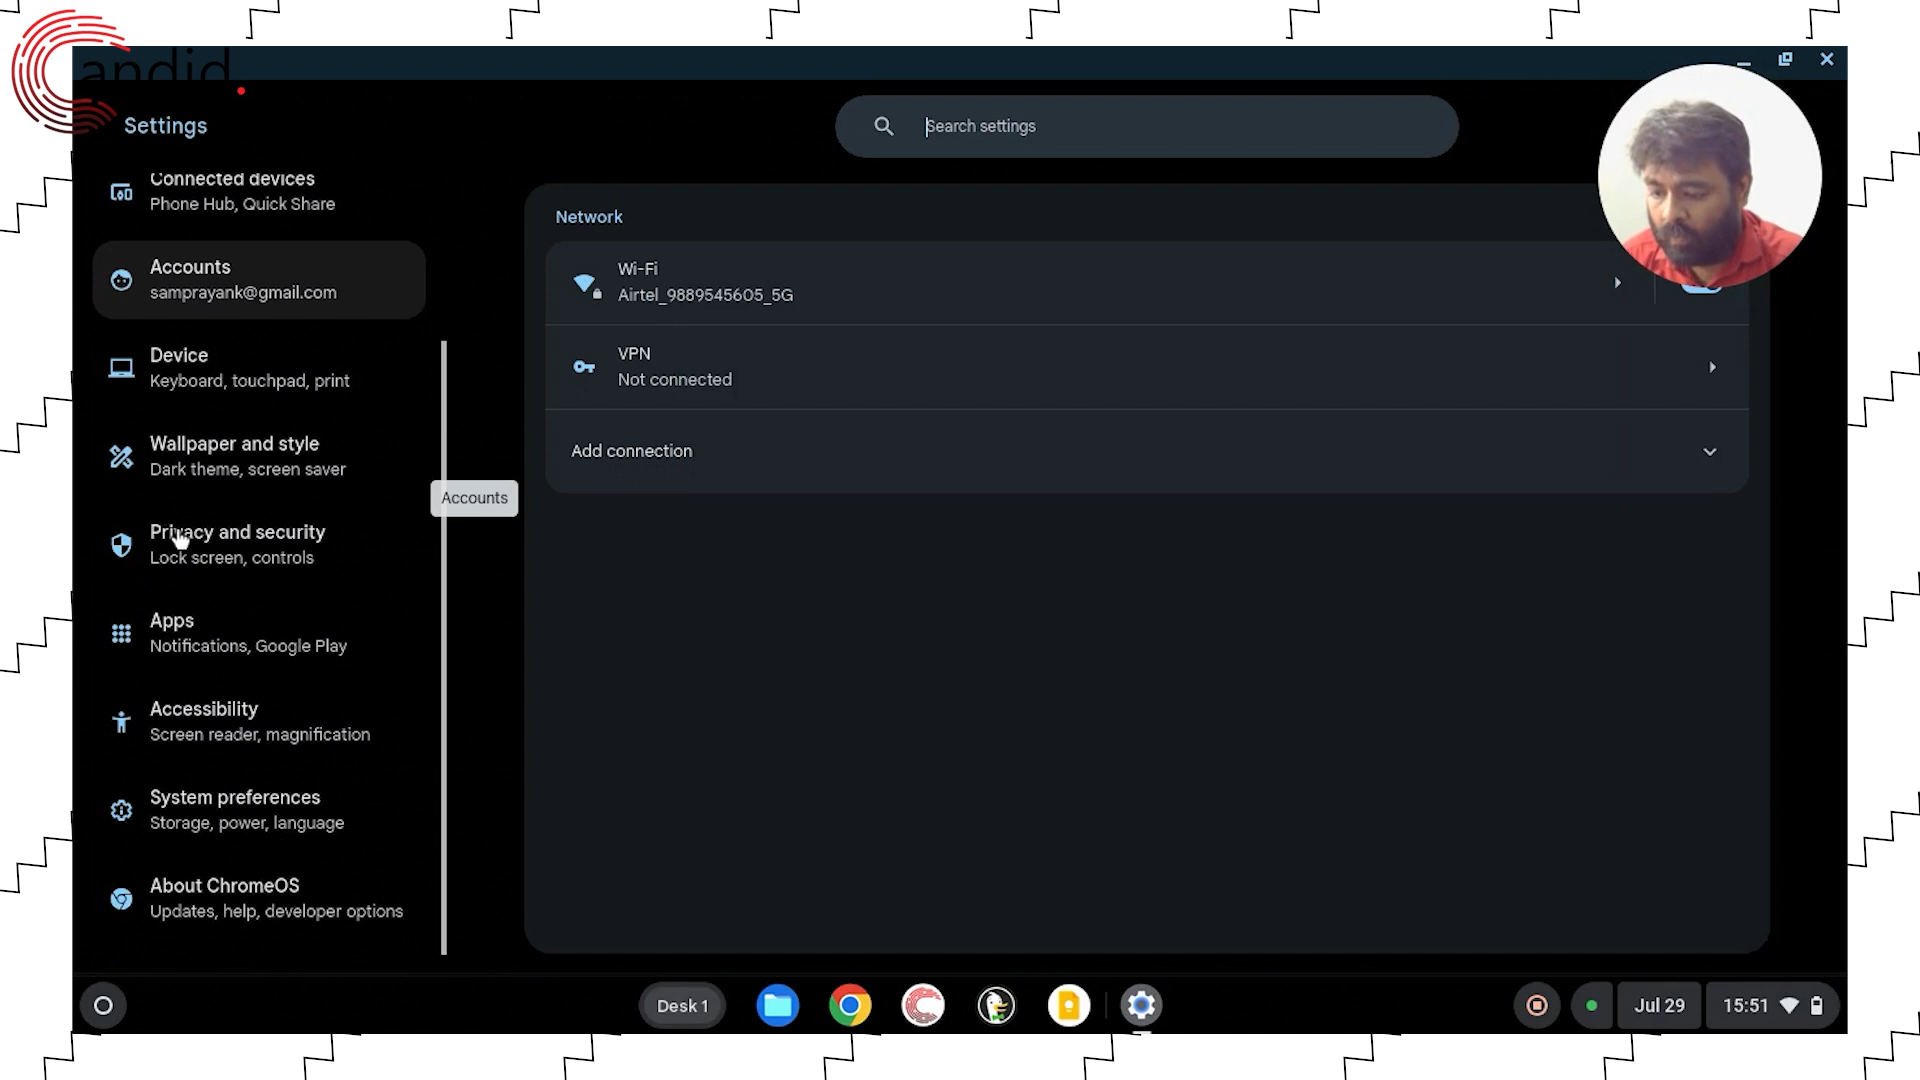 andid.
Settings
Search settings
Connected devices
Phone Hub, Quick Share
Accounts
samprayank@gmail.com
Device
Keyboard, touchpad, print
Wallpaper and style
Dark theme, screen saver
Accounts
Privacy and security
Lock screen, controls
Apps
Notifications, Google Play
Accessibility
Screen reader, magnification
System preferences
Storage, power, language
About ChromeOS
Updates, help, developer options
Network
Wi-Fi
Airtel_9889545605_5G
VPN
Not connected
Add connection
Desk 1
Jul 29
15:51